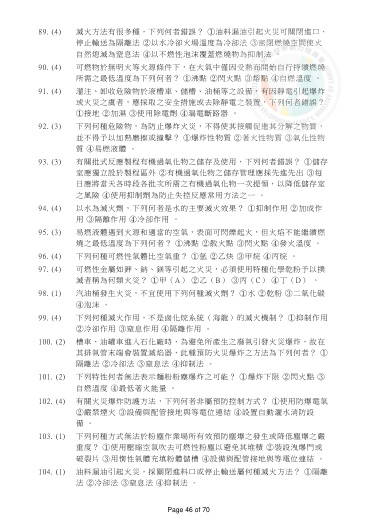 89. (4) 滅火方法有很多種，下列何者錯誤？ ①油料漏油引起火災可關閉進口，
停止輸送為隔離法 ②以水冷卻火場溫度為冷卻法 ③密閉燃燒空間使火
自然熄滅為窒息法 ④以不燃性泡沫覆蓋燃燒物為抑制法 。
90. (4) 可燃物於無明火等火源條件下，在大氣中僅因受熱而開始自行持續燃燒
所需之最低溫度為下列何者？ ①沸點 ②閃火點 ③熔點 ④自燃溫度 。
91. (4) 灌注、卸收危險物於液槽車、儲槽、油桶等之設備，有因靜電引起爆炸
或火災之虞者，應採取之安全措施或去除靜電之裝置，下列何者錯誤？
①接地 ②加濕 ③使用除電劑 ④漏電斷路器 。
92. (3) 下列何種危險物，為防止爆炸火災，不得使其接觸促進其分解之物質，
並不得予以加熱磨擦或撞擊？ ①爆炸性物質 ②著火性物質 ③氧化性物
質 ④易燃液體 。
93. (3) 有關批式反應製程有機過氧化物之儲存及使用，下列何者錯誤？ ①儲存
室應獨立設於製程區外 ②有機過氧化物之儲存管理應採先進先出 ③每
日應將當天各時段各批次所需之有機過氧化物一次提領，以降低儲存室
之風險 ④使用抑制劑為防止失控反應常用方法之一 。
94. (4) 以水為滅火劑，下列何者是水的主要滅火效果？ ①抑制作用 ②加成作
用 ③隔離作用 ④冷卻作用 。
95. (3) 易燃液體遇到火源和適當的空氣，表面可閃爍起火，但火焰不能繼續燃
燒之最低溫度為下列何者？ ①沸點 ②散火點 ③閃火點 ④發火溫度 。
96. (4) 下列何種可燃性氣體比空氣重？ ①氫 ②乙炔 ③甲烷 ④丙烷 。
97. (4) 可燃性金屬如鉀、鈉、鎂等引起之火災，必須使用特種化學乾粉予以撲
滅者稱為何類火災？ ①甲（A） ②乙（B） ③丙（C） ④丁（D） 。
98. (1) 汽油桶發生火災，不宜使用下列何種滅火劑？ ①水 ②乾粉 ③二氧化碳
④泡沫 。
99. (4) 下列何種滅火作用，不是鹵化烷系統（海龍）的滅火機制？ ①抑制作用
②冷卻作用 ③窒息作用 ④隔離作用 。
100. (2) 槽車、油罐車進入石化廠時，為避免所產生之廢氣引發火災爆炸，故在
其排氣管末端會裝置滅焰器，此種預防火災爆炸之方法為下列何者？ ①
隔離法 ②冷卻法 ③窒息法 ④抑制法 。
101. (2) 下列特性何者無法表示麵粉粉塵爆炸之可能？ ①爆炸下限 ②閃火點 ③
自然溫度 ④最低著火能量 。
102. (4) 有關火災爆炸防護方法，下列何者非屬預防控制方式？ ①使用防爆電氣
②嚴禁煙火 ③設備與配管接地與等電位連結 ④設置自動灑水消防設
備 。
103. (1) 下列何種方式無法於粉塵作業場所有效預防塵爆之發生或降低塵爆之嚴
重度？ ①使用壓縮空氣吹去可燃性粉塵以避免其堆積 ②裝設洩爆門或
破裂片 ③用惰性氣體充填粉體儲槽 ④設備與配管接地與等電位連結 。
104. (1) 油料漏油引起火災，採關閉進料口或停止輸送屬何種滅火方法？ ①隔離
法 ②冷卻法 ③窒息法 ④抑制法 。
Page 46 of 70